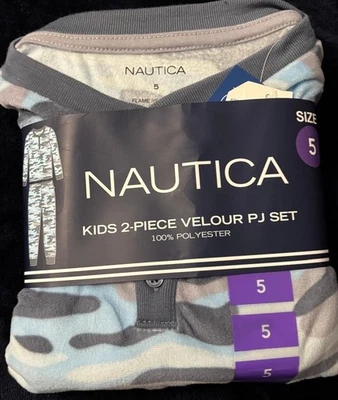 NAUTICA
5
FLAME
SIZE
5
NAUTICA
KIDS 2-PIECE VELOUR PJ SET
100% POLYESTER
5
5
5